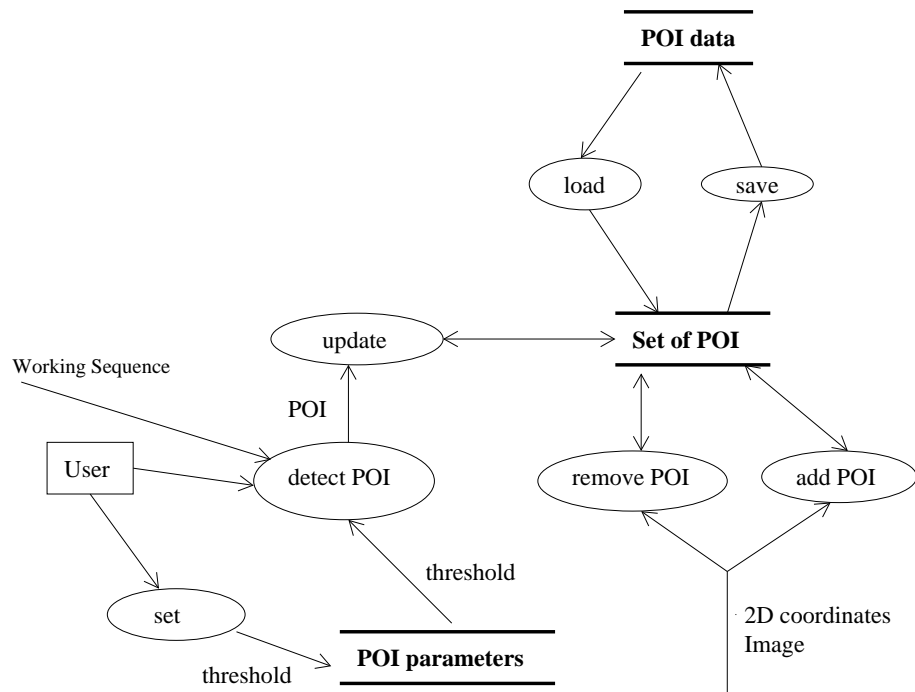 POI data
load
save
update
Set of POI
Working Sequence
POI
User
detect POI
remove POI
add POI
threshold
set
2D coordinates
Image
POI parameters
threshold